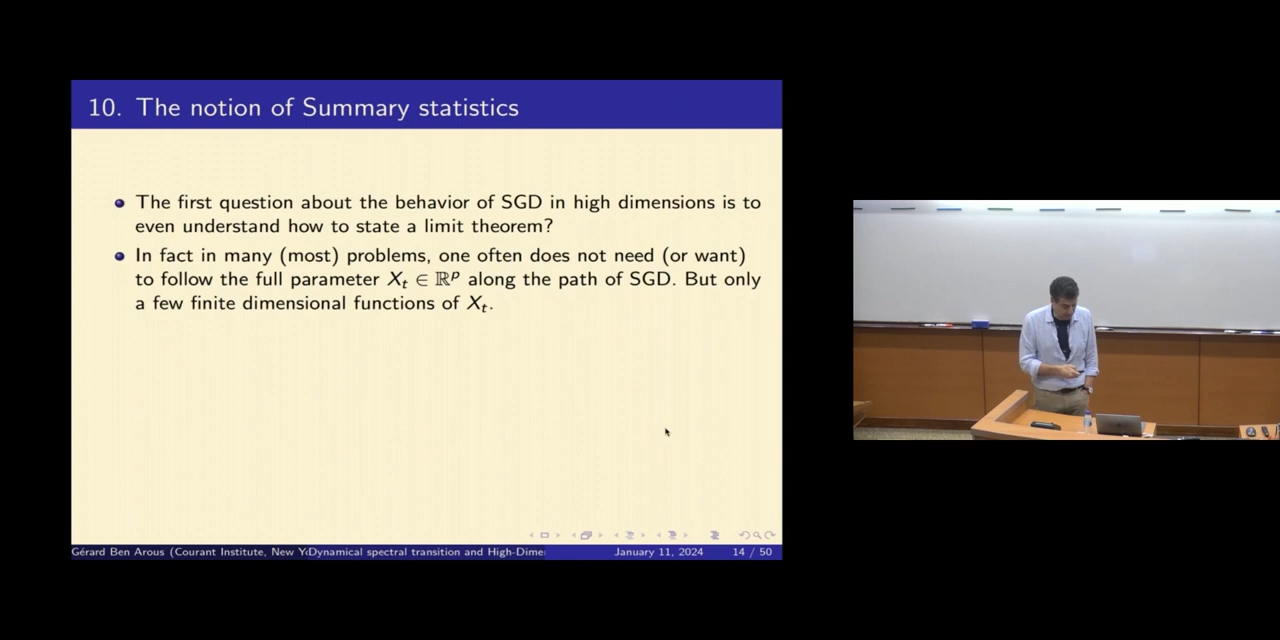 10. The notion of Summary statistics
The first question about the behavior of SGD in high dimensions is to
even understand how to state a limit theorem?
In fact in many (most) problems, one often does not need (or want)
to follow the full parameter Xₜ ∈ ℝᵖ along the path of SGD. But only
a few finite dimensional functions of Xₜ.
Gérard Ben Arous (Courant Institute, New Y Dynamical spectral transition and High-Dime January 11, 2024 14 / 50